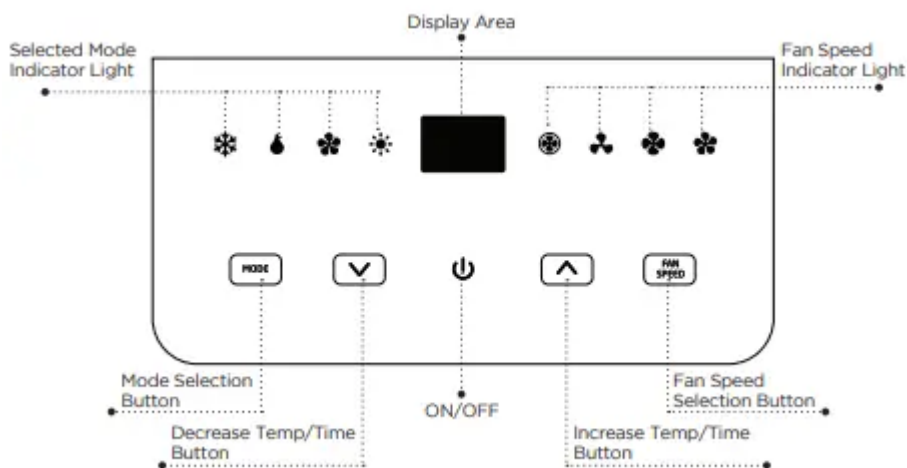 Display Area
Selected Mode
Indicator Light
Fan Speed
Indicator Light
MODE
FAN
SPEED
Mode Selection
Button
Fan Speed
Selection Button
ON/OFF
Decrease Temp/Time
Button
Increase Temp/Time
Button